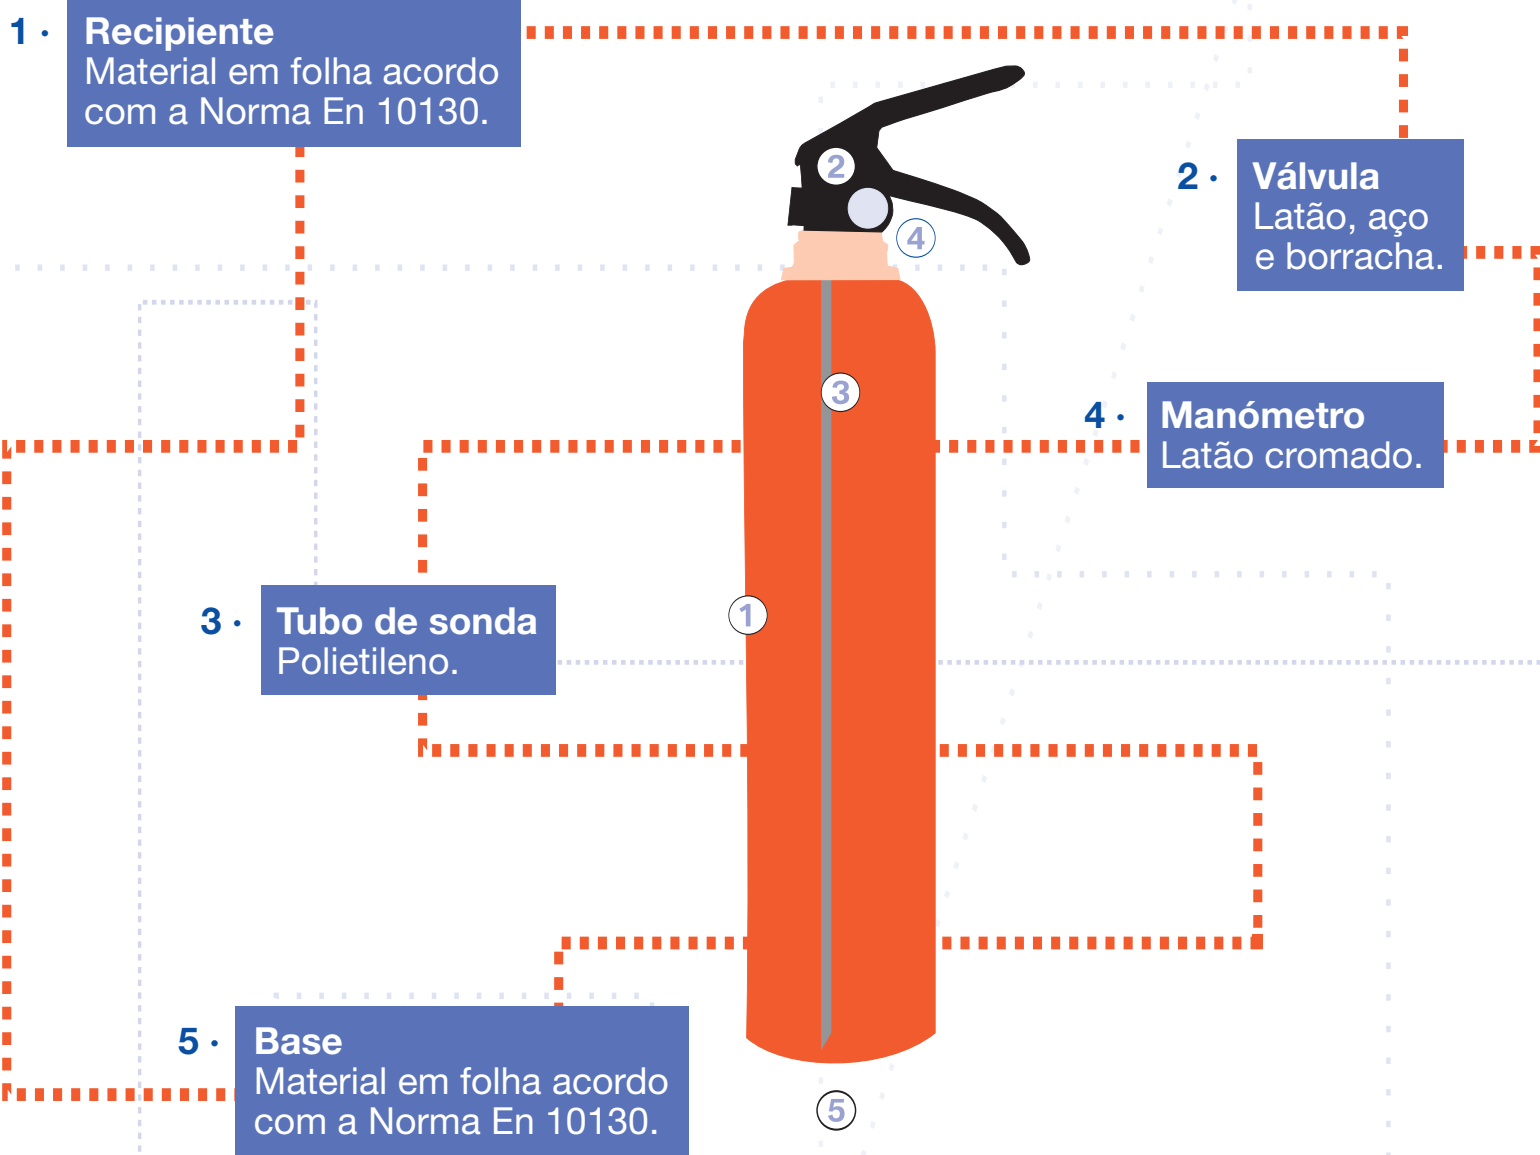 1 · Recipiente
Material em folha acordo
com a Norma En 10130.
2
2 · Válvula
Latão, aço
e borracha.
4
3
4 · Manómetro
Latão cromado.
1
3 · Tubo de sonda
Polietileno.
5 · Base
Material em folha acordo
com a Norma En 10130.
5